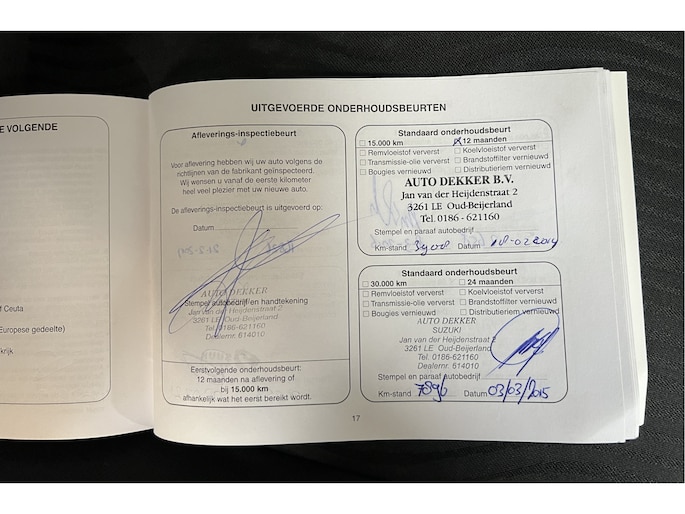 E VOLGENDE
f Ceuta
Europese gedeelte)
krijk
UITGEVOERDE ONDERHOUDSBEURTEN
Afleverings-inspectiebeurt
Voor aflevering hebben wij uw auto volgens de
richtlijnen van de fabrikant geïnspecteerd.
Wij wensen u vanaf de eerste kilometer
heel veel plezier met uw nieuwe auto.
De afleverings-inspectiebeurt is uitgevoerd op:
Datum
AUTO DEKKER
Stempel autobedrijf en handtekening
Jan van der Heijdenstraat 2
3261 LE Oud-Beijerland
Tel. 0186-621160
Dealernr. 614010
Eerstvolgende onderhoudsbeurt:
12 maanden na aflevering of
bij 15.000 km
afhankelijk wat het eerst bereikt wordt.
Standaard onderhoudsbeurt
15.000 km 12 maanden
Remvloeistof ververst Koelvloeistof ververst
Transmissie-olie ververst Brandstoffilter vernieuwd
Bougies vernieuwd Distributieriem vernieuwd
AUTO DEKKER B.V.
Jan van der Heijdenstraat 2
3261 LE Oud-Beijerland
Tel. 0186 - 621160
Stempel en paraaf autobedrijf
Km-stand Datum 18-02-2014
Standaard onderhoudsbeurt
30.000 km 24 maanden
Remvloeistof ververst Koelvloeistof ververst
Transmissie-olie ververst Brandstoffilter vernieuwd
Bougies vernieuwd Distributieriem vernieuwd
AUTO DEKKER
SUZUKI
Jan van der Heijdenstraat 2
3261 LE Oud-Beijerland
Tel. 0186-621160
Dealernr. 614010
Stempel en paraaf autobedrijf
Km-stand 7896 Datum 03/03/2015
17